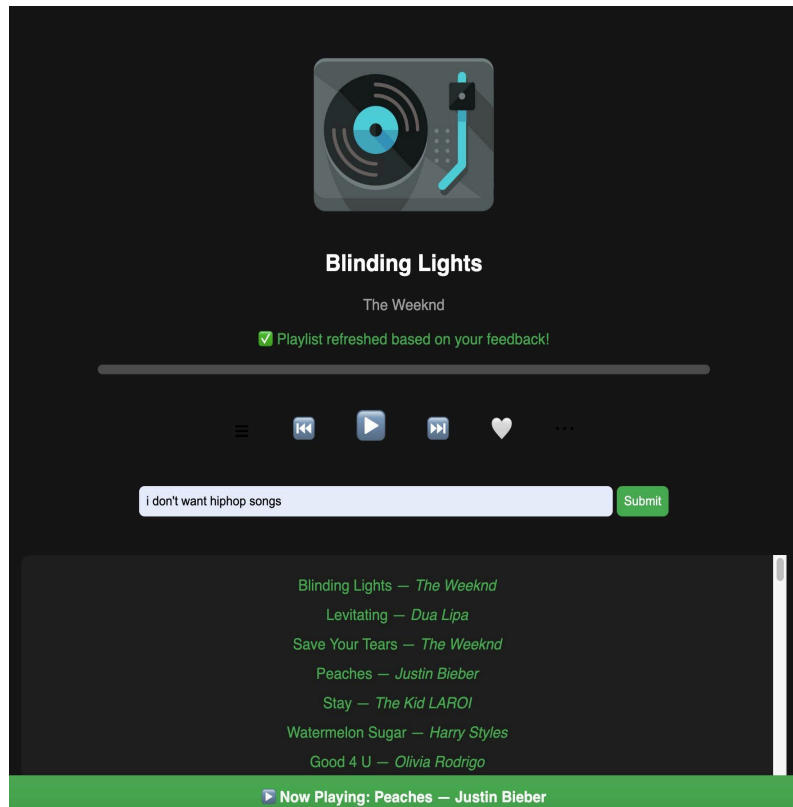 Blinding Lights
The Weeknd
✅ Playlist refreshed based on your feedback!
i don't want hiphop songs Submit
Blinding Lights — The Weeknd
Levitating — Dua Lipa
Save Your Tears — The Weeknd
Peaches — Justin Bieber
Stay — The Kid LAROI
Watermelon Sugar — Harry Styles
Good 4 U — Olivia Rodrigo
▶️ Now Playing: Peaches — Justin Bieber